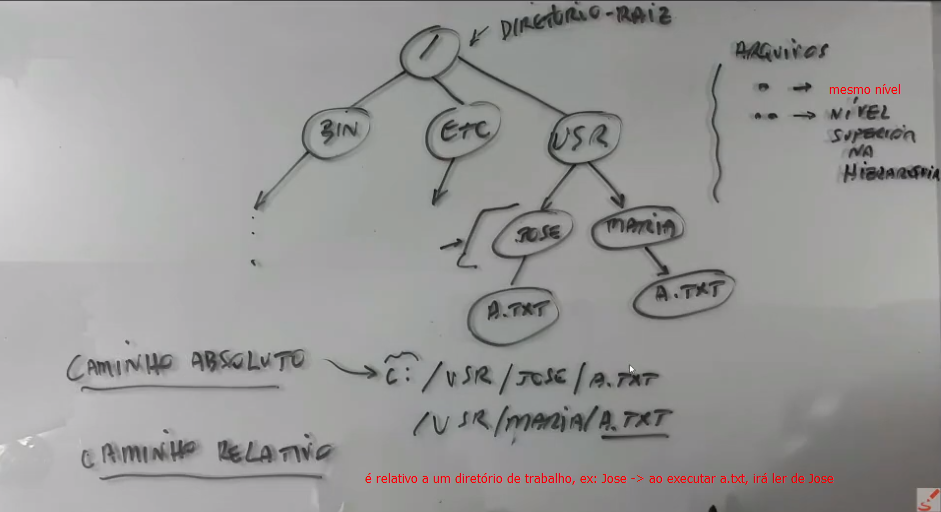 DIRETÓRIO-RAIZ
/
BIN
ETC
USR
JOSE
MARIA
A.TXT
A.TXT
ARQUIVOS
. → mesmo nível
.. → NÍVEL
SUPERIOR
NA
HIERARQUIA
CAMINHO ABSOLUTO → C: /USR/JOSE/A.TXT
/USR/MARIA/A.TXT
CAMINHO RELATIVO
é relativo a um diretório de trabalho, ex: Jose -> ao executar a.txt, irá ler de Jose